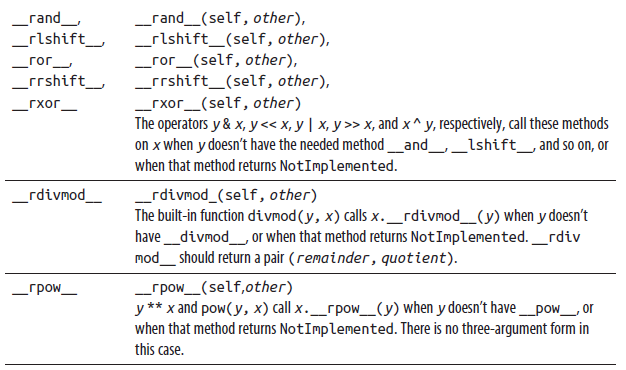 __rand__, __rand__(self, other),
__rlshift__, __rlshift__(self, other),
__ror__, __ror__(self, other),
__rrshift__, __rrshift__(self, other),
__rxor__ __rxor__(self, other)
The operators y & x, y << x, y | x, y >> x, and x ^ y, respectively, call these methods
on x when y doesn’t have the needed method __and__, __lshift__, and so on, or
when that method returns NotImplemented.
__rdivmod__ __rdivmod_(self, other)
The built-in function divmod(y, x) calls x.__rdivmod__(y) when y doesn’t
have __divmod__, or when that method returns NotImplemented. __rdiv
mod__ should return a pair (remainder, quotient).
__rpow__ __rpow__(self,other)
y ** x and pow(y, x) call x.__rpow__(y) when y doesn’t have __pow__, or
when that method returns NotImplemented. There is no three-argument form in
this case.